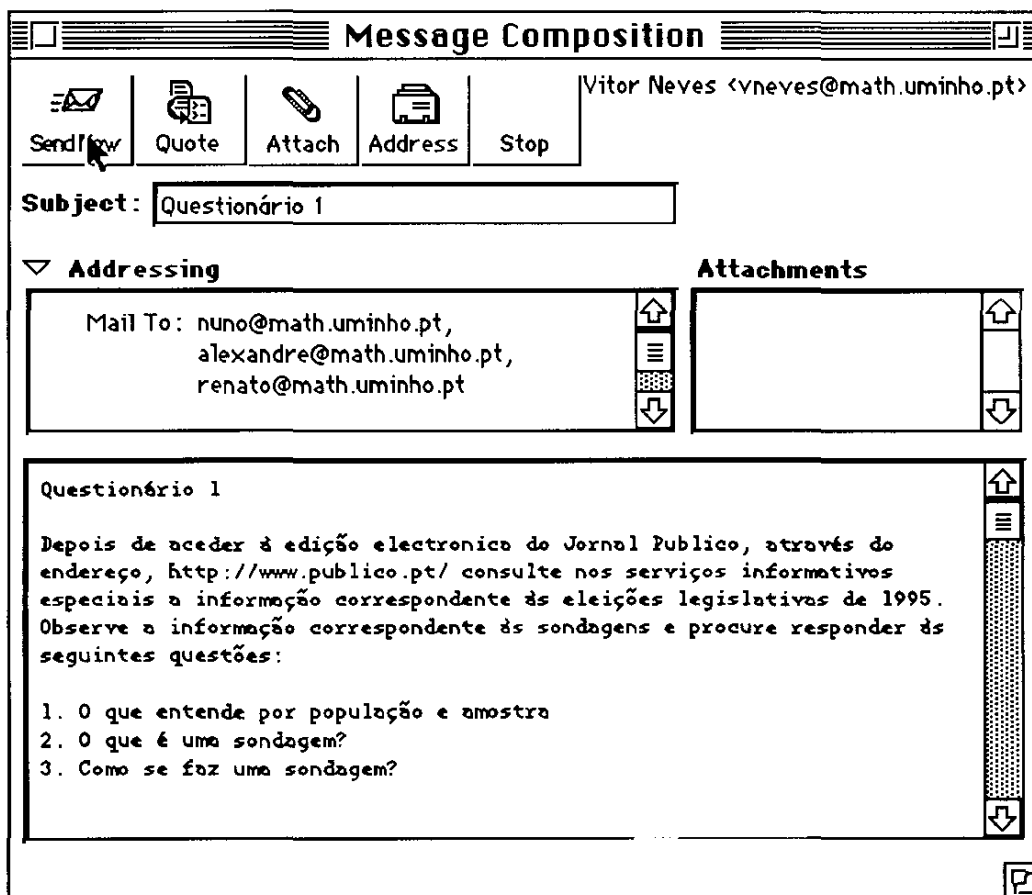 Message Composition
Vitor Neves <vneves@math.uminho.pt>
Send Now Quote Attach Address Stop
Subject: Questionário 1
Addressing Attachments
Mail To: nuno@math.uminho.pt,
alexandre@math.uminho.pt,
renato@math.uminho.pt
Questionário 1
Depois de aceder à edição electronica do Jornal Publico, através do
endereço, http://www.publico.pt/ consulte nos serviços informativos
especiais a informação correspondente às eleições legislativas de 1995.
Observe a informação correspondente às sondagens e procure responder às
seguintes questões:
1. O que entende por população e amostra
2. O que é uma sondagem?
3. Como se faz uma sondagem?